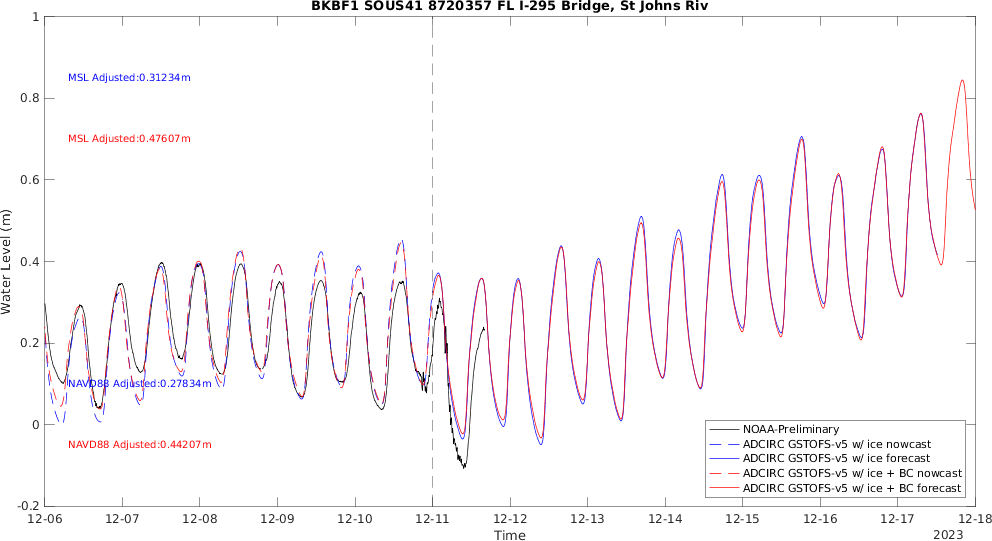 BKBF1 SOUS41 8720357 FL I-295 Bridge, St Johns Riv
1
0.8
0.6
0.4
0.2
0
-0.2
Water Level (m)
MSL Adjusted:0.31234m
MSL Adjusted:0.47607m
NAVD88 Adjusted:0.27834m
NAVD88 Adjusted:0.44207m
NOAA-Preliminary
ADCIRC GSTOFS-v5 w/ ice nowcast
ADCIRC GSTOFS-v5 w/ ice forecast
ADCIRC GSTOFS-v5 w/ ice + BC nowcast
ADCIRC GSTOFS-v5 w/ ice + BC forecast
12-06 12-07 12-08 12-09 12-10 12-11 12-12 12-13 12-14 12-15 12-16 12-17 12-18
Time
2023